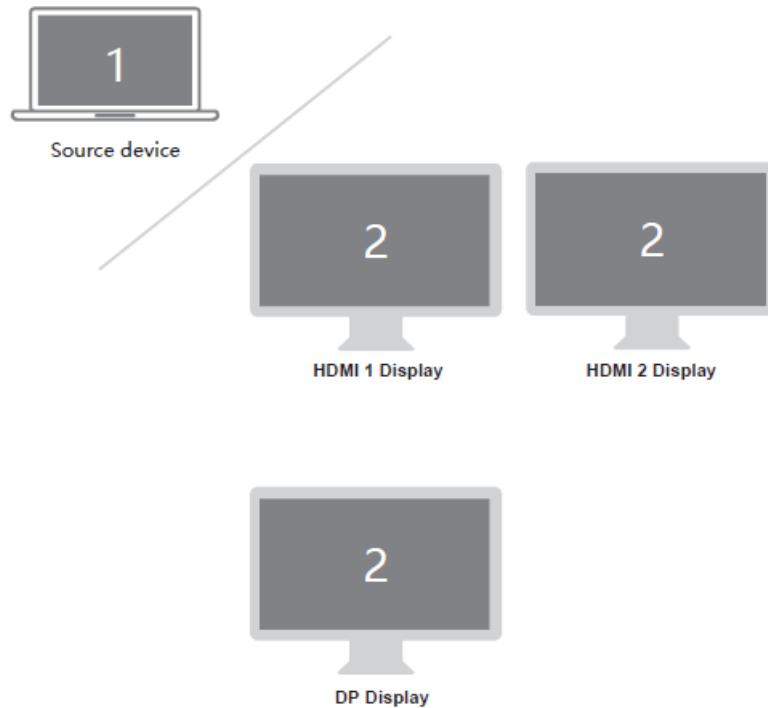 1
Source device
2
2
HDMI 1 Display
HDMI 2 Display
2
DP Display